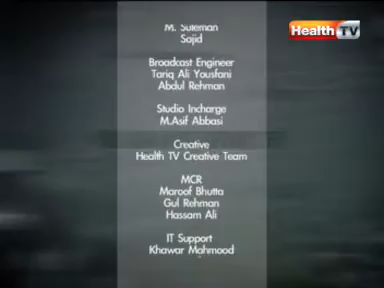 Health TV
M. Suleman
Sajid
Broadcast Engineer
Tariq Ali Yousfani
Abdul Rehman
Studio Incharge
M.Asif Abbasi
Creative
Health TV Creative Team
MCR
Maroof Bhutta
Gul Rehman
Hassam Ali
IT Support
Khawar Mahmood